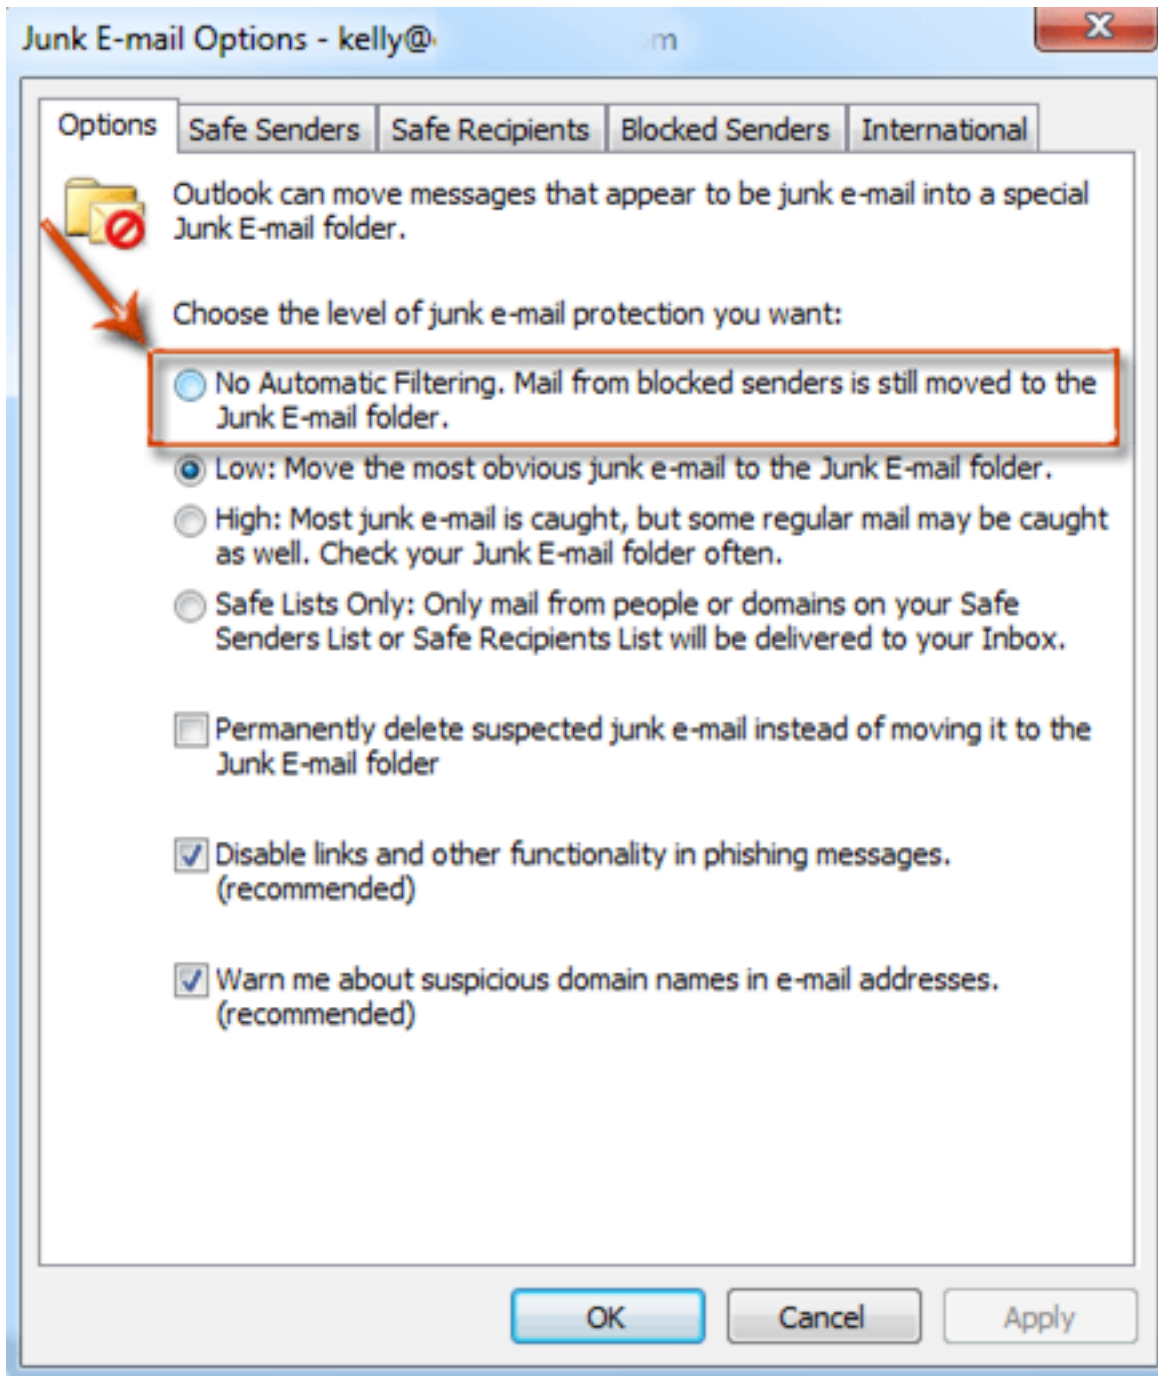 Junk E-mail Options - kelly@
Options Safe Senders Safe Recipients Blocked Senders International
Outlook can move messages that appear to be junk e-mail into a special
Junk E-mail folder.
Choose the level of junk e-mail protection you want:
No Automatic Filtering. Mail from blocked senders is still moved to the
Junk E-mail folder.
Low: Move the most obvious junk e-mail to the Junk E-mail folder.
High: Most junk e-mail is caught, but some regular mail may be caught
as well. Check your Junk E-mail folder often.
Safe Lists Only: Only mail from people or domains on your Safe
Senders List or Safe Recipients List will be delivered to your Inbox.
Permanently delete suspected junk e-mail instead of moving it to the
Junk E-mail folder
Disable links and other functionality in phishing messages.
(recommended)
Warn me about suspicious domain names in e-mail addresses.
(recommended)
OK Cancel Apply